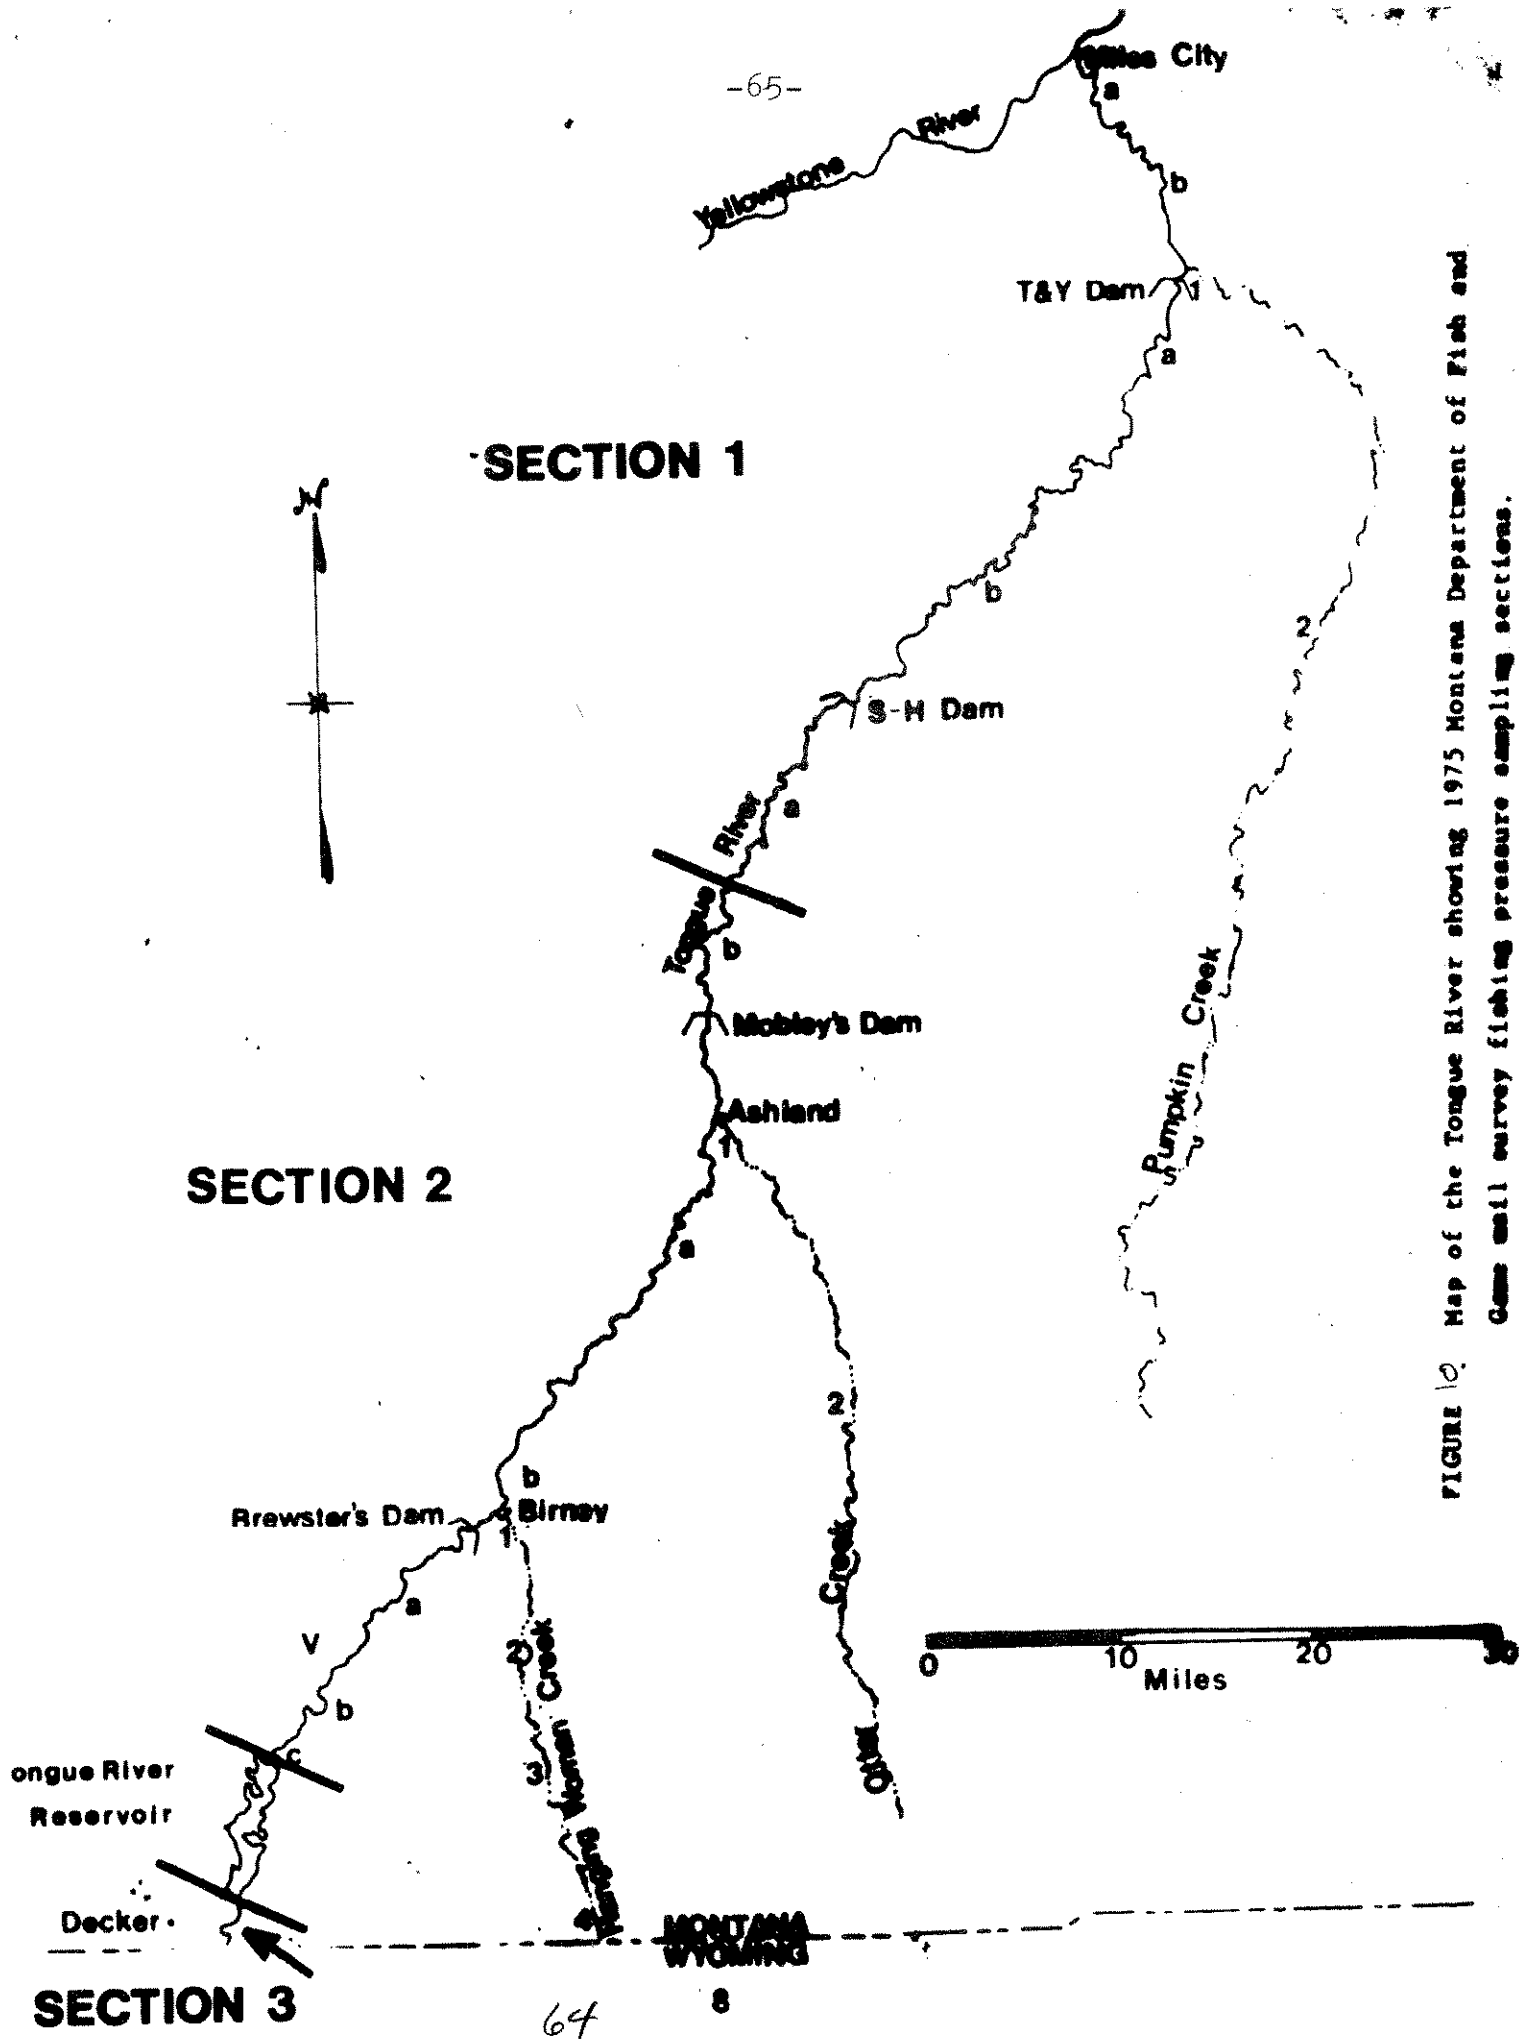 -65-
Miles City
a
River
Yellowstone
b
T&Y Dam
1
a
SECTION 1
N
b
2
S-H Dam
a
River
Tongue
b
Creek
Mobley's Dam
Pumpkin
Ashland
1
SECTION 2
a
2
b
Brewster's Dam
Birney
1
Creek
a
V
2
Creek
0 10 20 30
Miles
b
c
3
Woman
Otter
ongue River
Reservoir
Hanging
Decker
4
MONTANA
WYOMING
SECTION 3
8
64
FIGURE 10. Map of the Tongue River showing 1975 Montana Department of Fish and
Game mail survey fishing pressure sampling sections.